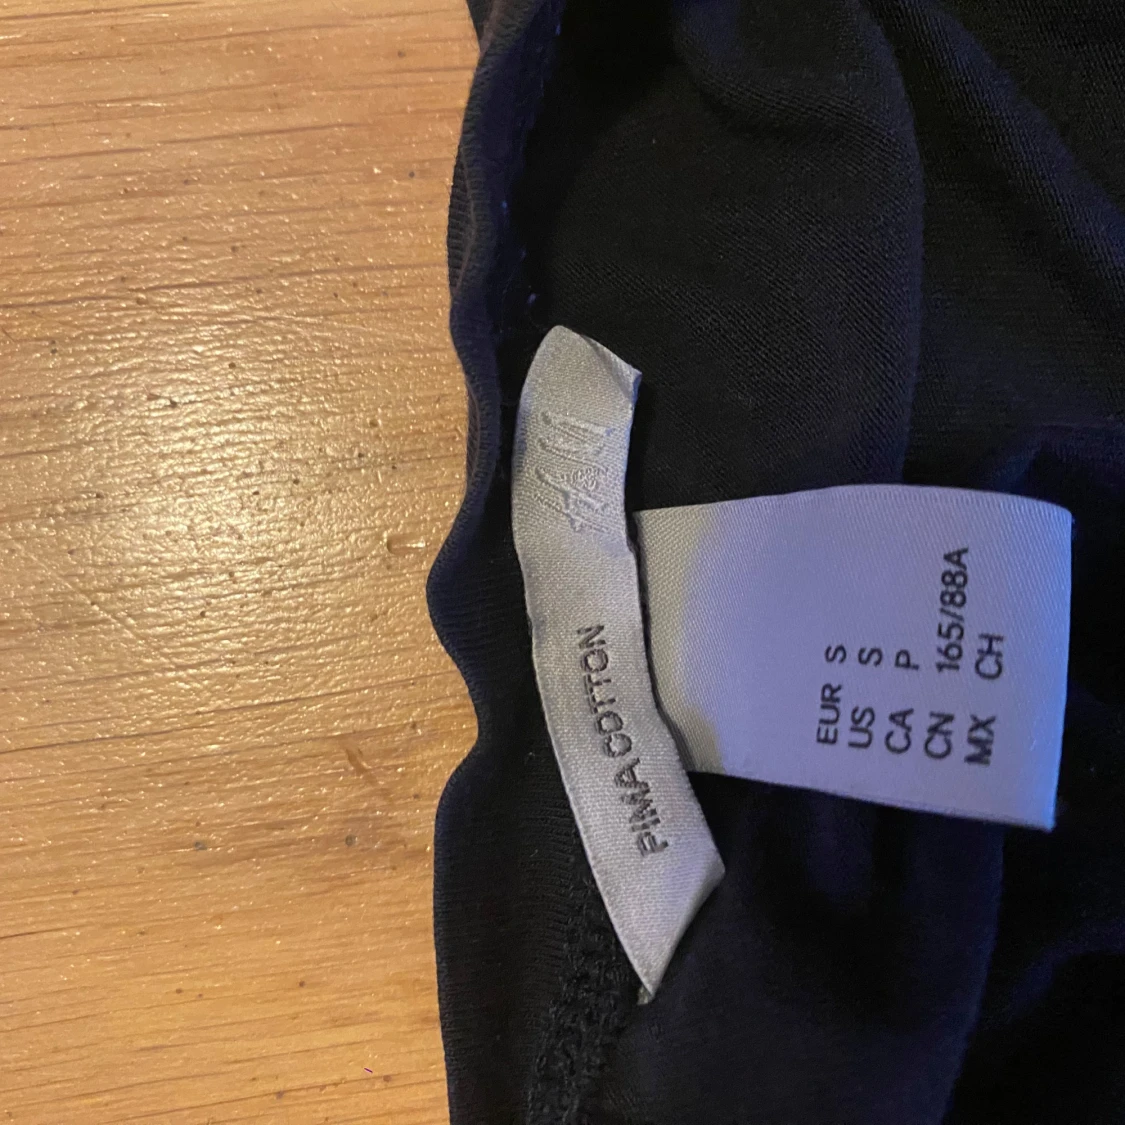 H&M
PIMA COTTON
EUR S
US S
CA P
CN 165/88A
MX CH